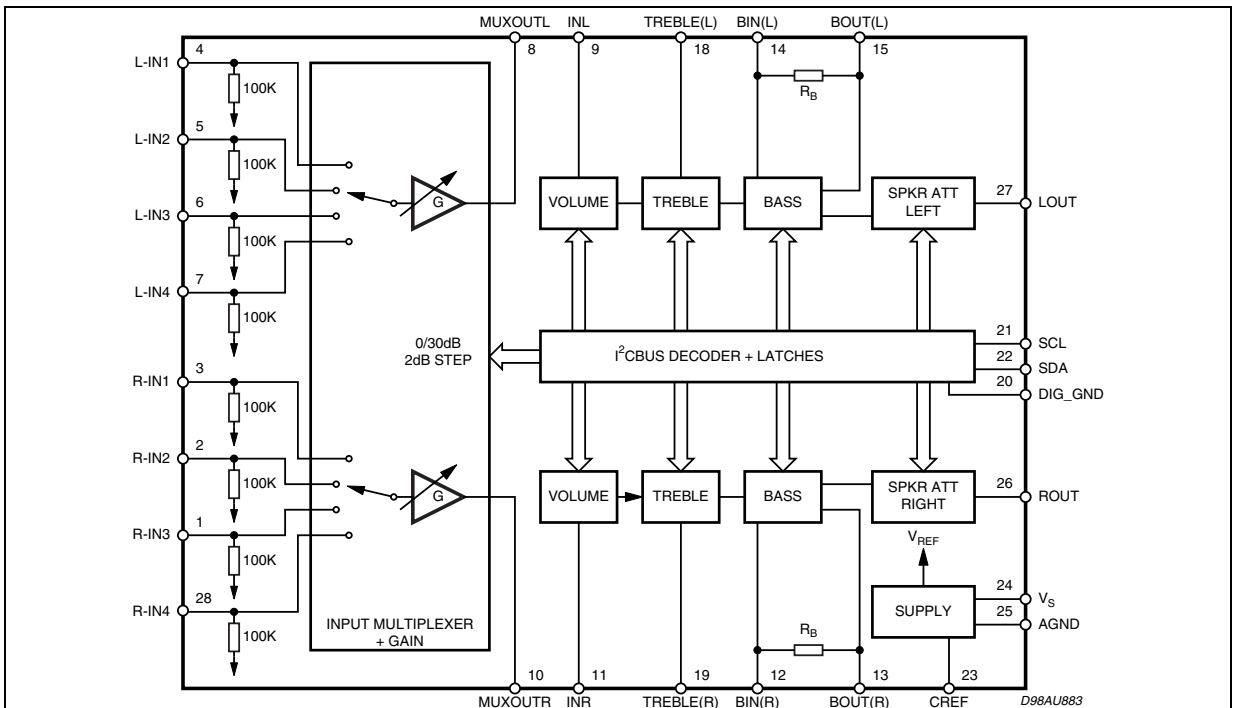 MUXOUTL INL TREBLE(L) BIN(L) BOUT(L)
8 9 18 14 15
4
L-IN1
100K
5
L-IN2
100K
6
L-IN3
100K
7
L-IN4
100K
3
R-IN1
100K
2
R-IN2
100K
1
R-IN3
100K
28
R-IN4
100K
G
0/30dB
2dB STEP
G
INPUT MULTIPLEXER
+ GAIN
RB
VOLUME
TREBLE
BASS
SPKR ATT
LEFT
27
LOUT
I²CBUS DECODER + LATCHES
21
SCL
22
SDA
20
DIG_GND
VOLUME
TREBLE
BASS
SPKR ATT
RIGHT
26
ROUT
VREF
SUPPLY
24
VS
25
AGND
RB
10 11 19 12 13 23
MUXOUTR INR TREBLE(R) BIN(R) BOUT(R) CREF
D98AU883